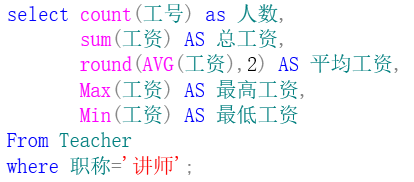 select count(工号) as 人数,
sum(工资) AS 总工资,
round(AVG(工资),2) AS 平均工资,
Max(工资) AS 最高工资,
Min(工资) AS 最低工资
From Teacher
where 职称='讲师';